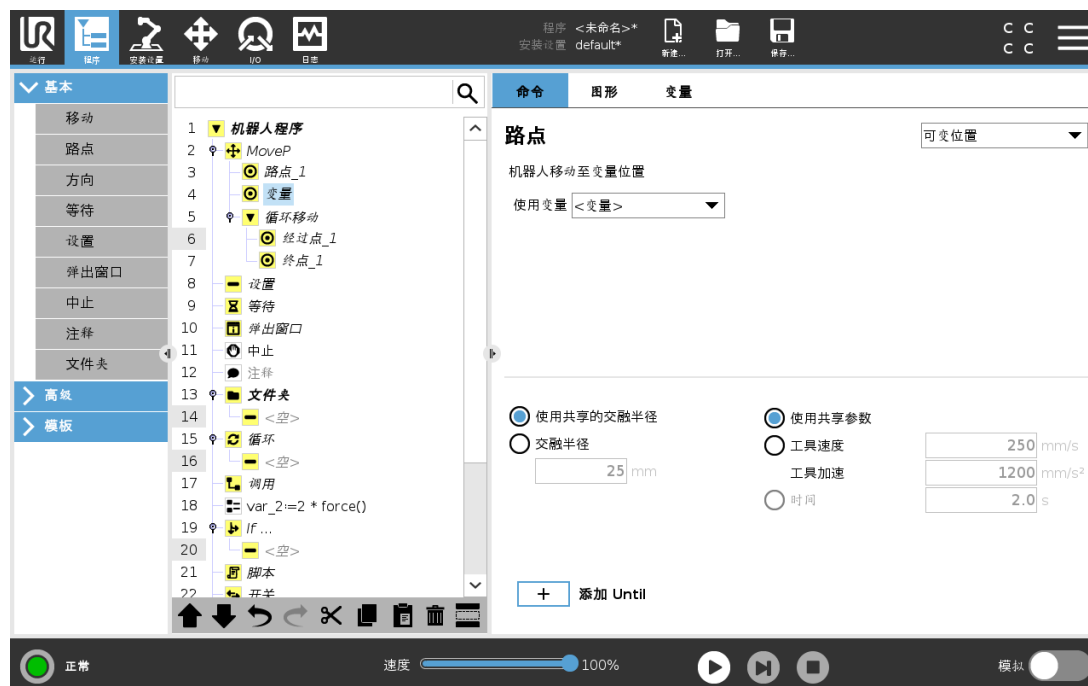 程序 <未命名>*
安装设置 default*
C C
C C
运行 程序 安装设置 移动 I/O 日志 新建... 打开... 保存...
基本
移动
路点
方向
等待
设置
弹出窗口
中止
注释
文件夹
高级
模板
1 机器人程序
2 MoveP
3 路点_1
4 变量
5 循环移动
6 经过点_1
7 终点_1
8 设置
9 等待
10 弹出窗口
11 中止
12 注释
13 文件夹
14 <空>
15 循环
16 <空>
17 调用
18 var_2:=2 * force()
19 If ...
20 <空>
21 脚本
22 开关
命令 图形 变量
路点
可变位置
机器人移动至变量位置
使用变量 <变量>
使用共享的交融半径
交融半径
25 mm
使用共享参数
工具速度 250 mm/s
工具加速 1200 mm/s²
时间 2.0 s
+ 添加 Until
正常
速度 100%
模拟